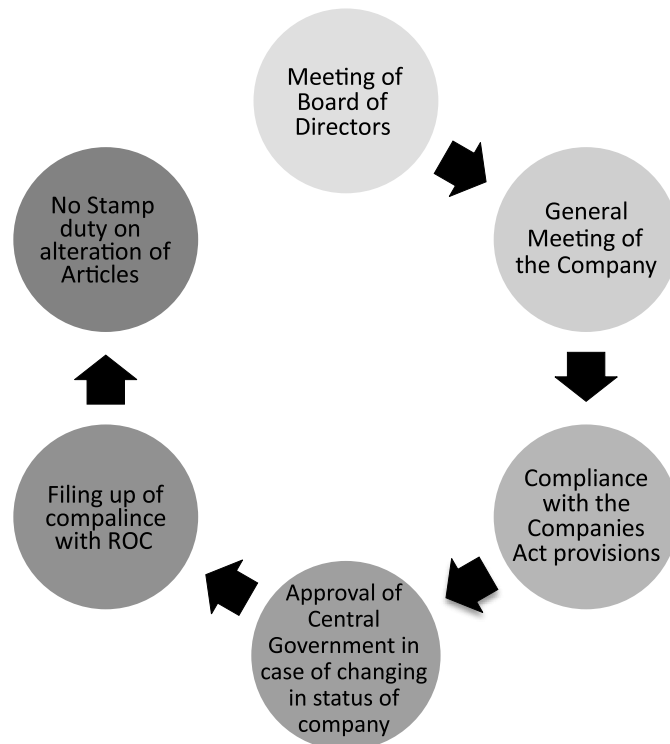 Meeting of
Board of
Directors
General
Meeting of
the Company
Compliance
with the
Companies
Act provisions
Approval of
Central
Government in
case of changing
in status of
company
Filing up of
compalince
with ROC
No Stamp
duty on
alteration of
Articles